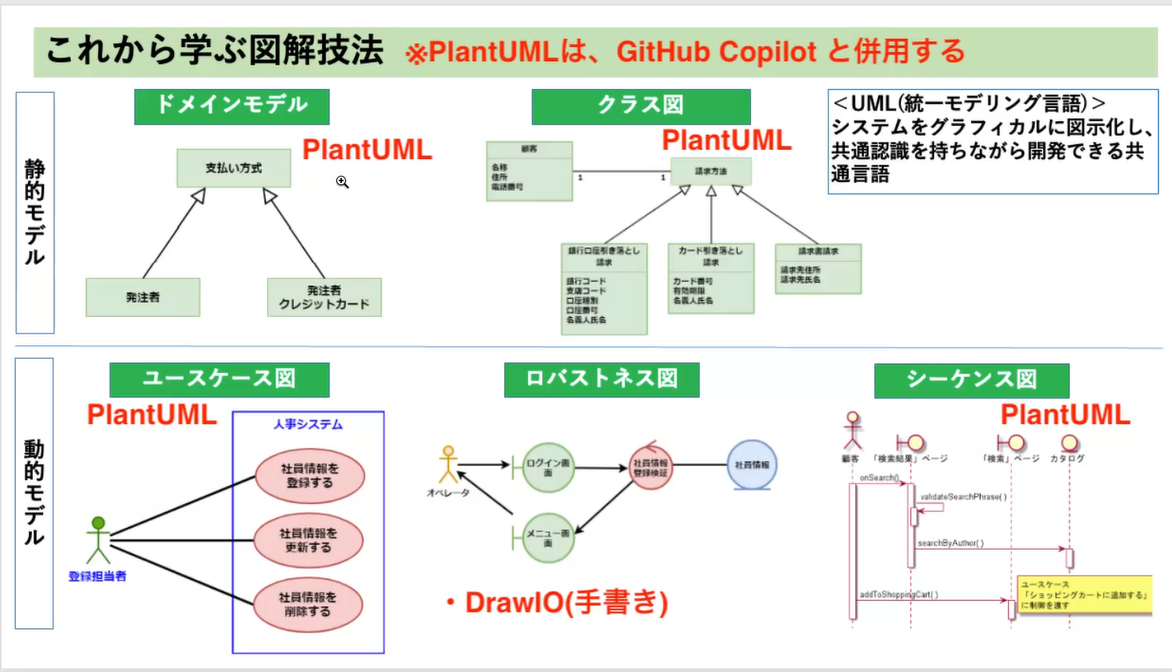 これから学ぶ図解技法 ※PlantUMLは、GitHub Copilot と併用する
静的モデル
ドメインモデル
PlantUML
支払い方式
発注者
発注者
クレジットカード
クラス図
PlantUML
顧客
名称
住所
電話番号
1
1
請求方法
銀行口座引き落とし
請求
銀行コード
支店コード
口座種別
口座番号
名義人氏名
カード引き落とし
請求
カード番号
有効期限
名義人氏名
請求書請求
請求先住所
請求先氏名
＜UML(統一モデリング言語)＞
システムをグラフィカルに図示化し、
共通認識を持ちながら開発できる共
通言語
動的モデル
ユースケース図
PlantUML
人事システム
社員情報を
登録する
社員情報を
更新する
社員情報を
削除する
登録担当者
ロバストネス図
オペレータ
ログイン画
面
社員情報
登録検証
社員情報
メニュー画
面
・DrawIO(手書き)
シーケンス図
PlantUML
顧客
「検索結果」ページ
「検索」ページ
カタログ
onSearch()
validateSearchPhrase( )
searchByAuthor( )
addToShoppingCart( )
ユースケース
「ショッピングカートに追加する」
に制御を渡す